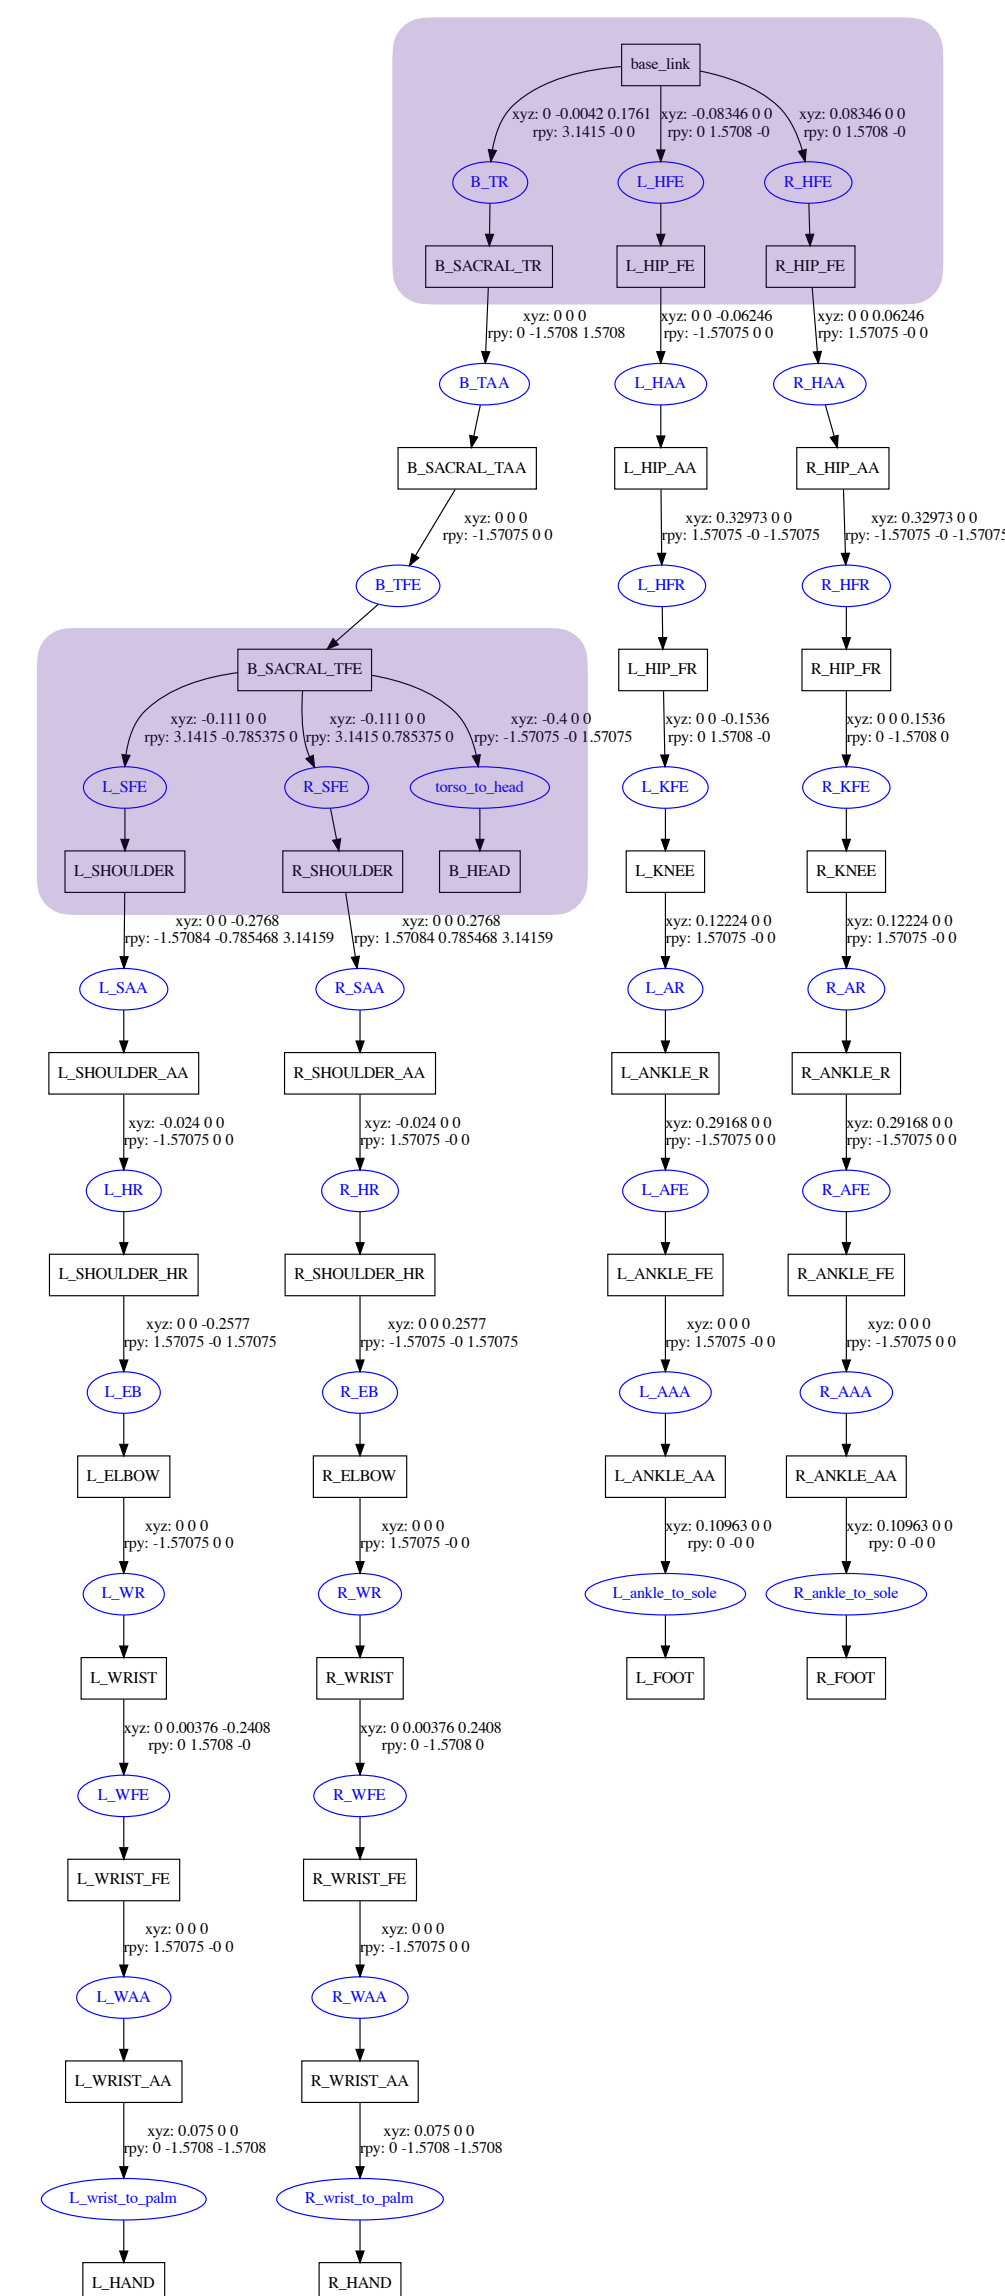 base_link
xyz: 0 -0.0042 0.1761
rpy: 3.1415 -0 0
xyz: -0.08346 0 0
rpy: 0 1.5708 -0
xyz: 0.08346 0 0
rpy: 0 1.5708 -0
B_TR
L_HFE
R_HFE
B_SACRAL_TR
L_HIP_FE
R_HIP_FE
xyz: 0 0 0
rpy: 0 -1.5708 1.5708
xyz: 0 0 -0.06246
rpy: -1.57075 0 0
xyz: 0 0 0.06246
rpy: 1.57075 -0 0
B_TAA
L_HAA
R_HAA
B_SACRAL_TAA
L_HIP_AA
R_HIP_AA
xyz: 0 0 0
rpy: -1.57075 0 0
xyz: 0.32973 0 0
rpy: 1.57075 -0 -1.57075
xyz: 0.32973 0 0
rpy: -1.57075 -0 -1.57075
B_TFE
L_HFR
R_HFR
B_SACRAL_TFE
L_HIP_FR
R_HIP_FR
xyz: -0.111 0 0
rpy: 3.1415 -0.785375 0
xyz: -0.111 0 0
rpy: 3.1415 0.785375 0
xyz: -0.4 0 0
rpy: -1.57075 -0 1.57075
xyz: 0 0 -0.1536
rpy: 0 1.5708 -0
xyz: 0 0 0.1536
rpy: 0 -1.5708 0
L_SFE
R_SFE
torso_to_head
L_KFE
R_KFE
L_SHOULDER
R_SHOULDER
B_HEAD
L_KNEE
R_KNEE
xyz: 0 0 -0.2768
rpy: -1.57084 -0.785468 3.14159
xyz: 0 0 0.2768
rpy: 1.57084 0.785468 3.14159
xyz: 0.12224 0 0
rpy: 1.57075 -0 0
xyz: 0.12224 0 0
rpy: 1.57075 -0 0
L_SAA
R_SAA
L_AR
R_AR
L_SHOULDER_AA
R_SHOULDER_AA
L_ANKLE_R
R_ANKLE_R
xyz: -0.024 0 0
rpy: -1.57075 0 0
xyz: -0.024 0 0
rpy: 1.57075 -0 0
xyz: 0.29168 0 0
rpy: -1.57075 0 0
xyz: 0.29168 0 0
rpy: -1.57075 0 0
L_HR
R_HR
L_AFE
R_AFE
L_SHOULDER_HR
R_SHOULDER_HR
L_ANKLE_FE
R_ANKLE_FE
xyz: 0 0 -0.2577
rpy: 1.57075 -0 1.57075
xyz: 0 0 0.2577
rpy: -1.57075 -0 1.57075
xyz: 0 0 0
rpy: 1.57075 -0 0
xyz: 0 0 0
rpy: -1.57075 0 0
L_EB
R_EB
L_AAA
R_AAA
L_ELBOW
R_ELBOW
L_ANKLE_AA
R_ANKLE_AA
xyz: 0 0 0
rpy: -1.57075 0 0
xyz: 0 0 0
rpy: 1.57075 -0 0
xyz: 0.10963 0 0
rpy: 0 -0 0
xyz: 0.10963 0 0
rpy: 0 -0 0
L_WR
R_WR
L_ankle_to_sole
R_ankle_to_sole
L_WRIST
R_WRIST
L_FOOT
R_FOOT
xyz: 0 0.00376 -0.2408
rpy: 0 1.5708 -0
xyz: 0 0.00376 0.2408
rpy: 0 -1.5708 0
L_WFE
R_WFE
L_WRIST_FE
R_WRIST_FE
xyz: 0 0 0
rpy: 1.57075 -0 0
xyz: 0 0 0
rpy: -1.57075 0 0
L_WAA
R_WAA
L_WRIST_AA
R_WRIST_AA
xyz: 0.075 0 0
rpy: 0 -1.5708 -1.5708
xyz: 0.075 0 0
rpy: 0 -1.5708 -1.5708
L_wrist_to_palm
R_wrist_to_palm
L_HAND
R_HAND